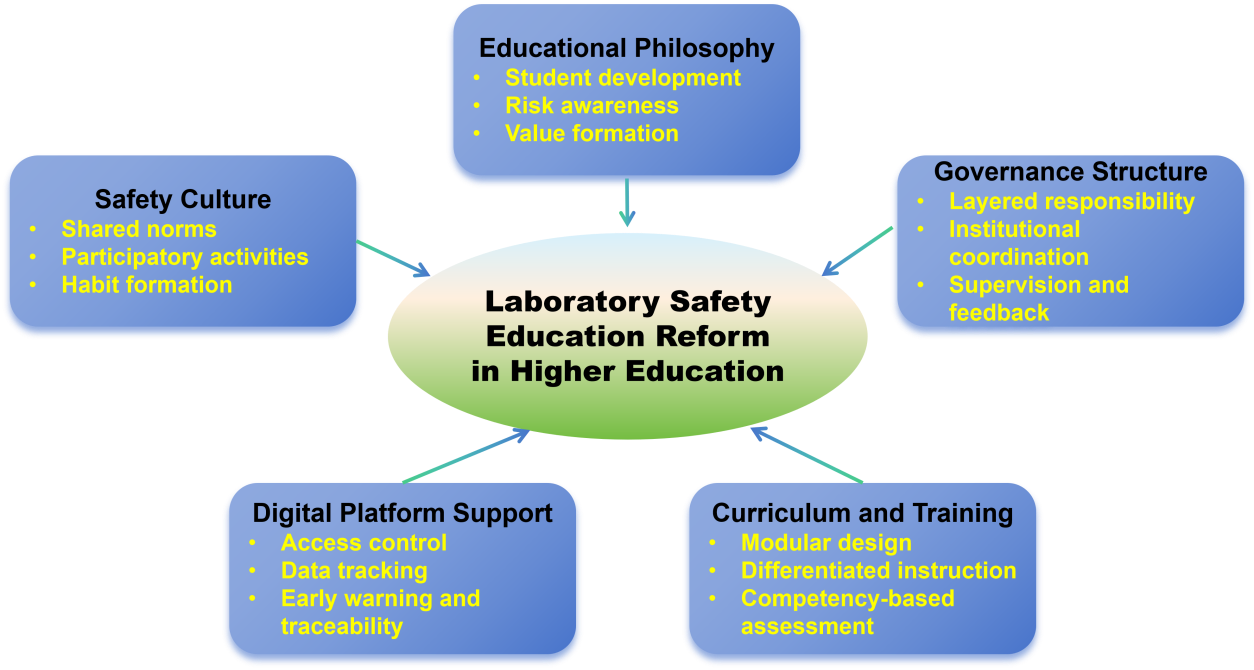 Educational Philosophy
• Student development
• Risk awareness
• Value formation
Safety Culture
• Shared norms
• Participatory activities
• Habit formation
Governance Structure
• Layered responsibility
• Institutional
coordination
• Supervision and
feedback
Laboratory Safety
Education Reform
in Higher Education
Digital Platform Support
• Access control
• Data tracking
• Early warning and
traceability
Curriculum and Training
• Modular design
• Differentiated instruction
• Competency-based
assessment